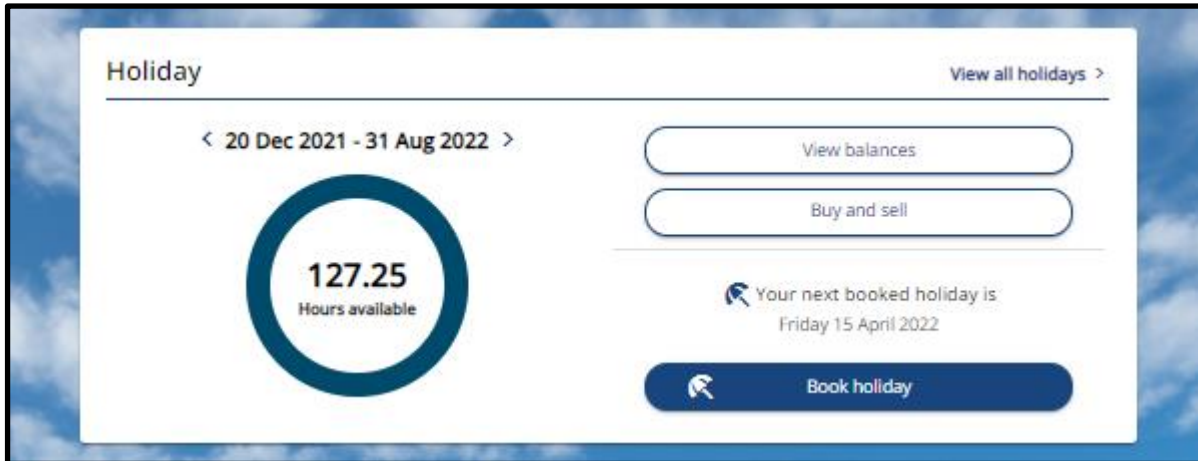 Holiday
View all holidays >
< 20 Dec 2021 - 31 Aug 2022 >
127.25
Hours available
View balances
Buy and sell
Your next booked holiday is
Friday 15 April 2022
Book holiday